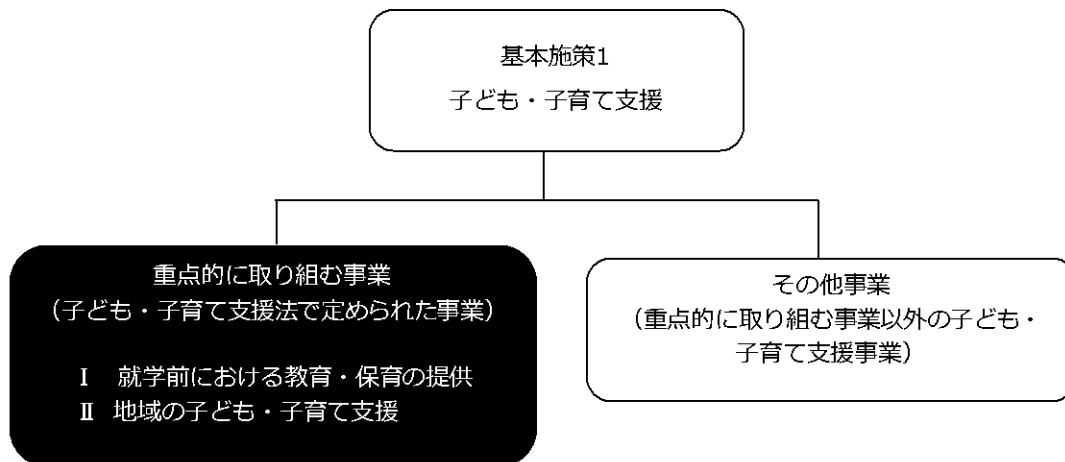 基本施策1
子ども・子育て支援
重点的に取り組む事業
（子ども・子育て支援法で定められた事業）
Ⅰ　就学前における教育・保育の提供
Ⅱ 地域の子ども・子育て支援
その他事業
（重点的に取り組む事業以外の子ども・
子育て支援事業）